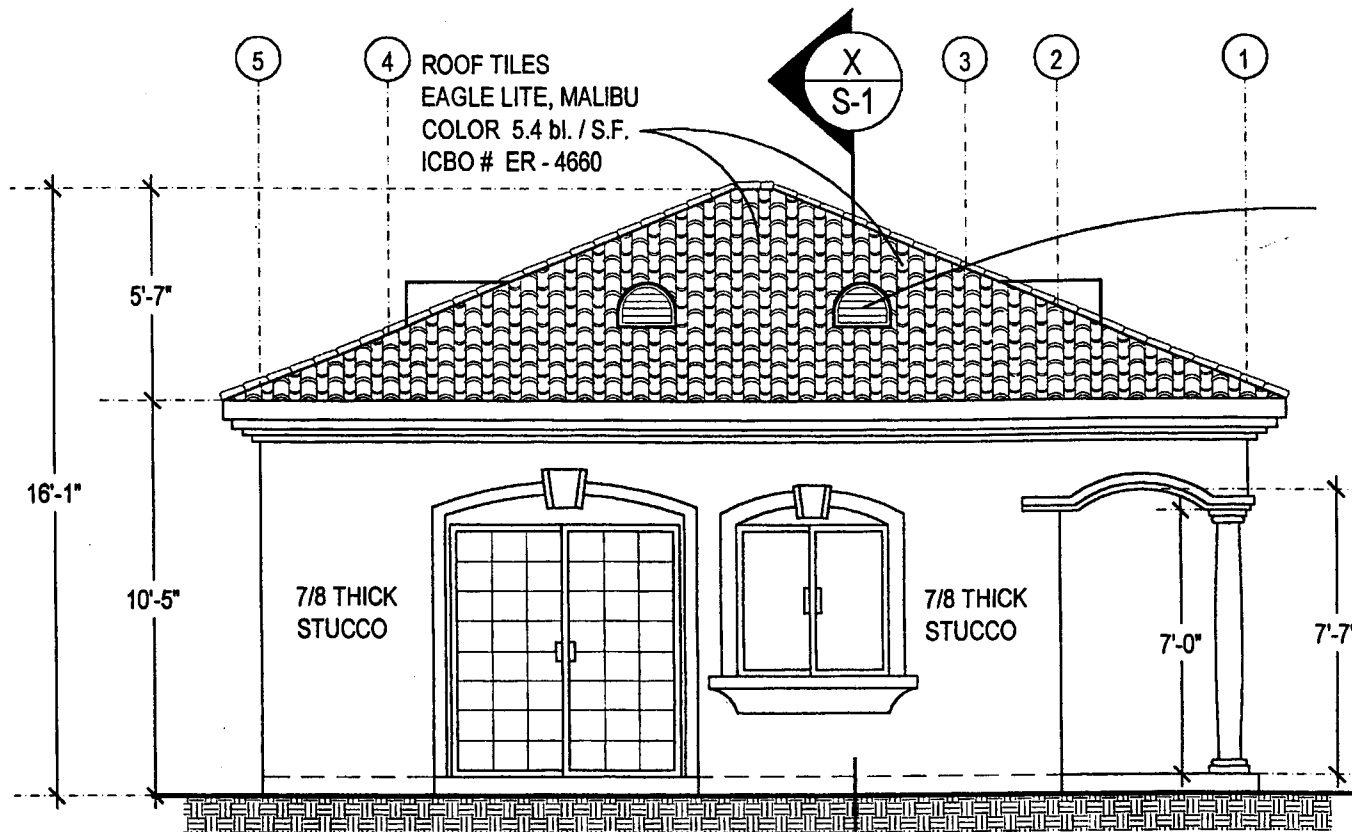 5
4
ROOF TILES
EAGLE LITE, MALIBU
COLOR 5.4 bl. / S.F.
ICBO # ER - 4660
X
S-1
3
2
1
5'-7"
16'-1"
10'-5"
7/8 THICK
STUCCO
7/8 THICK
STUCCO
7'-0"
7'-7"